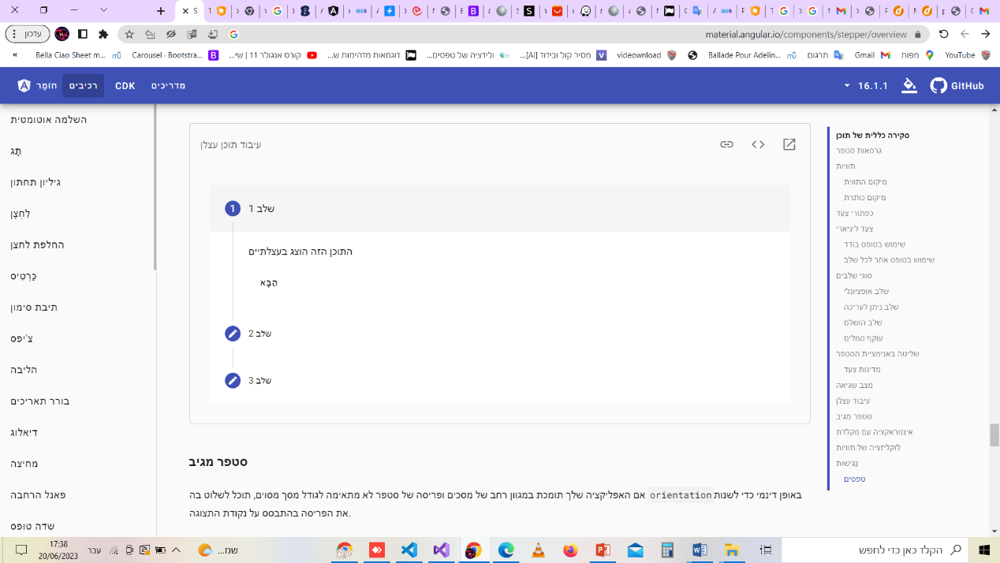 עדכון
material.angular.io/components/stepper/overview
YouTube
מפות
Gmail
תרגום
Ballade Pour Adelin...
videownload
מסיר קול ובידוד [AI]...
ולידציה של טפסים...
דוגמאות מדהימות ש...
קורס אנגולר 11 | שי...
Carousel · Bootstra...
Bella Ciao Sheet m...
»
חוֹמֶר
רכיבים
CDK
מדריכים
16.1.1
GitHub
השלמה אוטומטית
תָג
גיליון תחתון
לַחְצָן
החלפת לחצן
כַּרְטִיס
תיבת סימון
צ'יפס
הליבה
בורר תאריכים
דיאלוג
מחיצה
פאנל הרחבה
שדה טופס
עיבוד תוכן עצלן
1
שלב 1
התוכן הזה הוצג בעצלתיים
הַבָּא
שלב 2
שלב 3
סטפר מגיב
אם האפליקציה שלך תומכת במגוון רחב של מסכים ופריסה של סטפר לא מתאימה לגודל מסך מסוים, תוכל לשלוט בה orientation באופן דינמי כדי לשנות
את הפריסה בהתבסס על נקודת התצוגה.
סקירה כללית של תוכן
גרסאות סטפר
תוויות
מיקום התווית
מיקום כותרת
כפתורי צעד
צעד ליניארי
שימוש בטופס בודד
שימוש בטופס אחר לכל שלב
סוגי שלבים
שלב אופציונלי
שלב ניתן לעריכה
שלב הושלם
עוקף סמלים
שליטה באנימציית הסטפר
מדינות צעד
מצב שגיאה
עיבוד עצלן
סטפר מגיב
אינטראקציה עם מקלדת
לוקליזציה של תוויות
נְגִישׁוּת
טפסים
הקלד כאן כדי לחפש
שמ...
עבר
17:38
20/06/2023